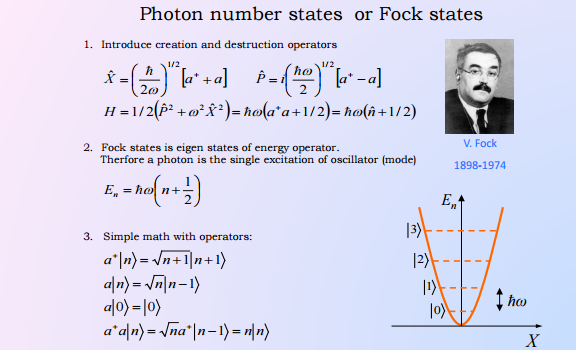 Photon number states or Fock states
1. Introduce creation and destruction operators
X̂ = (ħ/2ω)^1/2 [a⁺ + a]   P̂ = i(ħω/2)^1/2 [a⁺ − a]
H = 1/2(P̂² + ω²X̂²) = ħω(a⁺a + 1/2) = ħω(n̂ + 1/2)
2. Fock states is eigen states of energy operator.
Therfore a photon is the single excitation of oscillator (mode)
Eₙ = ħω(n + 1/2)
3. Simple math with operators:
a⁺|n⟩ = √n+1|n+1⟩
a|n⟩ = √n|n−1⟩
a|0⟩ = |0⟩
a⁺a|n⟩ = √na⁺|n−1⟩ = n|n⟩
V. Fock
1898-1974
Eₙ
|3⟩
|2⟩
|1⟩
|0⟩
ħω
X